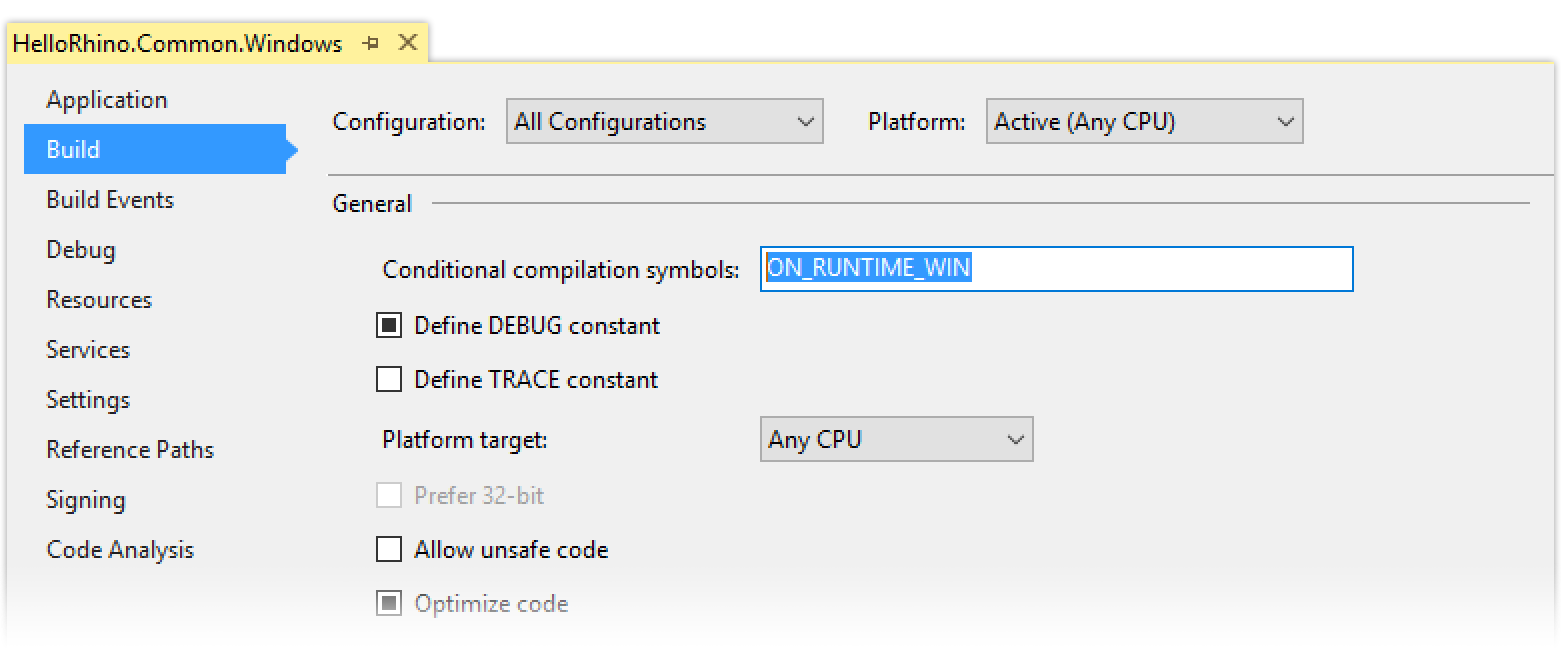 HelloRhino.Common.Windows
Application
Build
Build Events
Debug
Resources
Services
Settings
Reference Paths
Signing
Code Analysis
Configuration: All Configurations Platform: Active (Any CPU)
General
Conditional compilation symbols: ON_RUNTIME_WIN
Define DEBUG constant
Define TRACE constant
Platform target: Any CPU
Prefer 32-bit
Allow unsafe code
Optimize code